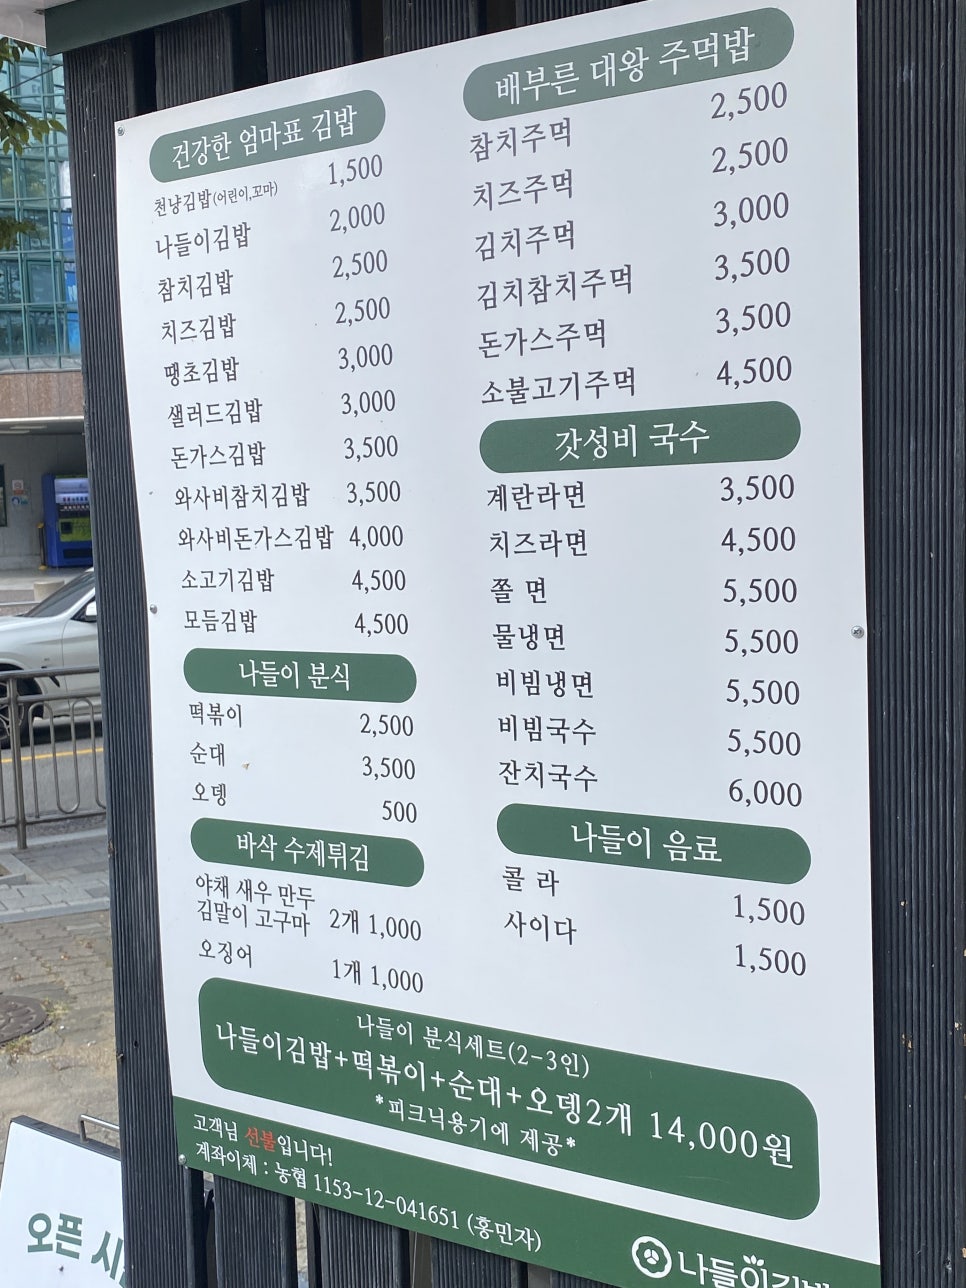 건강한 엄마표 김밥
천냥김밥(어린이,꼬마) 1,500
나들이김밥 2,000
참치김밥 2,500
치즈김밥 2,500
땡초김밥 3,000
샐러드김밥 3,000
돈가스김밥 3,500
와사비참치김밥 3,500
와사비돈가스김밥 4,000
소고기김밥 4,500
모듬김밥 4,500
나들이 분식
떡볶이 2,500
순대 3,500
오뎅 500
바삭 수제튀김
야채 새우 만두
김말이 고구마 2개 1,000
오징어 1개 1,000
배부른 대왕 주먹밥
참치주먹 2,500
치즈주먹 2,500
김치주먹 3,000
김치참치주먹 3,500
돈가스주먹 3,500
소불고기주먹 4,500
갓성비 국수
계란라면 3,500
치즈라면 4,500
쫄 면 5,500
물냉면 5,500
비빔냉면 5,500
비빔국수 5,500
잔치국수 6,000
나들이 음료
콜 라 1,500
사이다 1,500
나들이 분식세트(2-3인)
나들이김밥+떡볶이+순대+오뎅2개 14,000원
*피크닉용기에 제공*
고객님 선불입니다!
계좌이체 : 농협 1153-12-041651 (홍민자)
나들이김밥
오픈